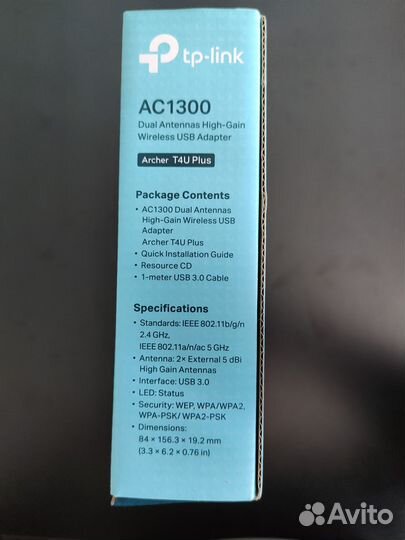 tp-link
AC1300
Dual Antennas High-Gain
Wireless USB Adapter
Archer T4U Plus
Package Contents
• AC1300 Dual Antennas
High-Gain Wireless USB
Adapter
Archer T4U Plus
• Quick Installation Guide
• Resource CD
• 1-meter USB 3.0 Cable
Specifications
• Standards: IEEE 802.11b/g/n
2.4 GHz,
IEEE 802.11a/n/ac 5 GHz
• Antenna: 2× External 5 dBi
High Gain Antennas
• Interface: USB 3.0
• LED: Status
• Security: WEP, WPA/WPA2,
WPA-PSK/ WPA2-PSK
• Dimensions:
84 × 156.3 × 19.2 mm
(3.3 × 6.2 × 0.76 in)
Avito